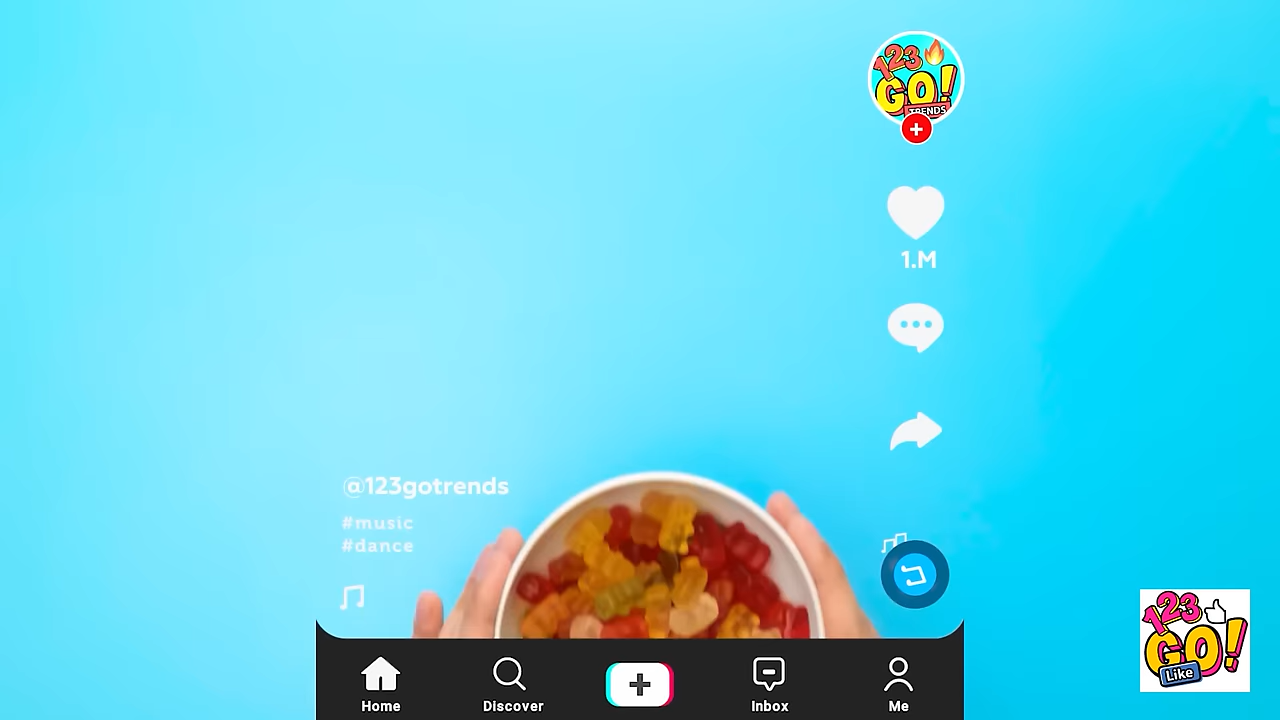 123
GO!
TRENDS
1.M
@123gotrends
#music
#dance
Home
Discover
Inbox
Me
123
GO!
Like